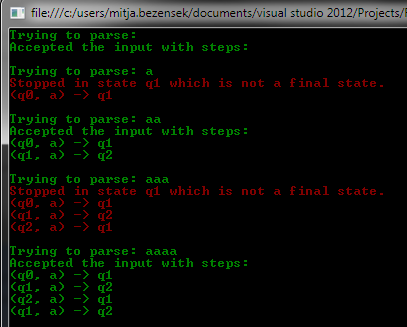 file:///c:/users/mitja.bezensek/documents/visual studio 2012/Projects/
Trying to parse:
Accepted the input with steps:
Trying to parse: a
Stopped in state q1 which is not a final state.
(q0, a) -> q1
Trying to parse: aa
Accepted the input with steps:
(q0, a) -> q1
(q1, a) -> q2
Trying to parse: aaa
Stopped in state q1 which is not a final state.
(q0, a) -> q1
(q1, a) -> q2
(q2, a) -> q1
Trying to parse: aaaa
Accepted the input with steps:
(q0, a) -> q1
(q1, a) -> q2
(q2, a) -> q1
(q1, a) -> q2